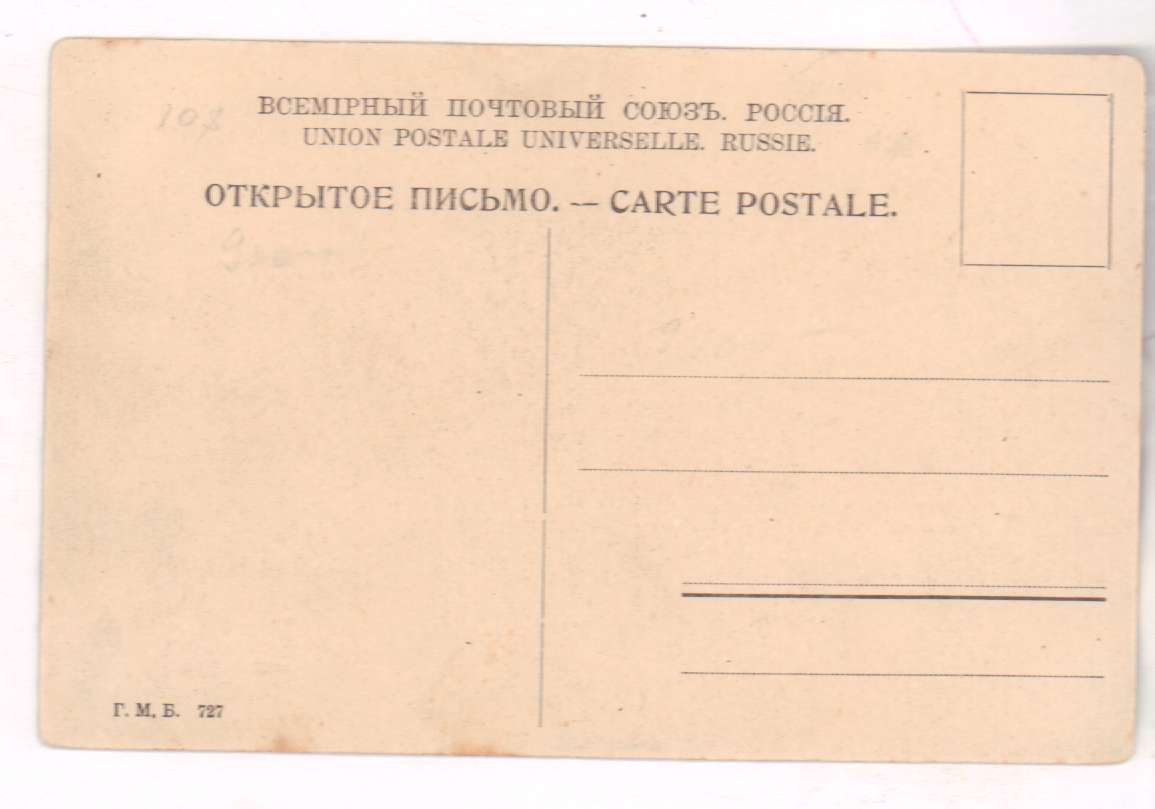 ВСЕМІРНЫЙ ПОЧТОВЫЙ СОЮЗЪ. РОССІЯ.
UNION POSTALE UNIVERSELLE. RUSSIE.
ОТКРЫТОЕ ПИСЬМО. — CARTE POSTALE.
Г. М. Б. 727